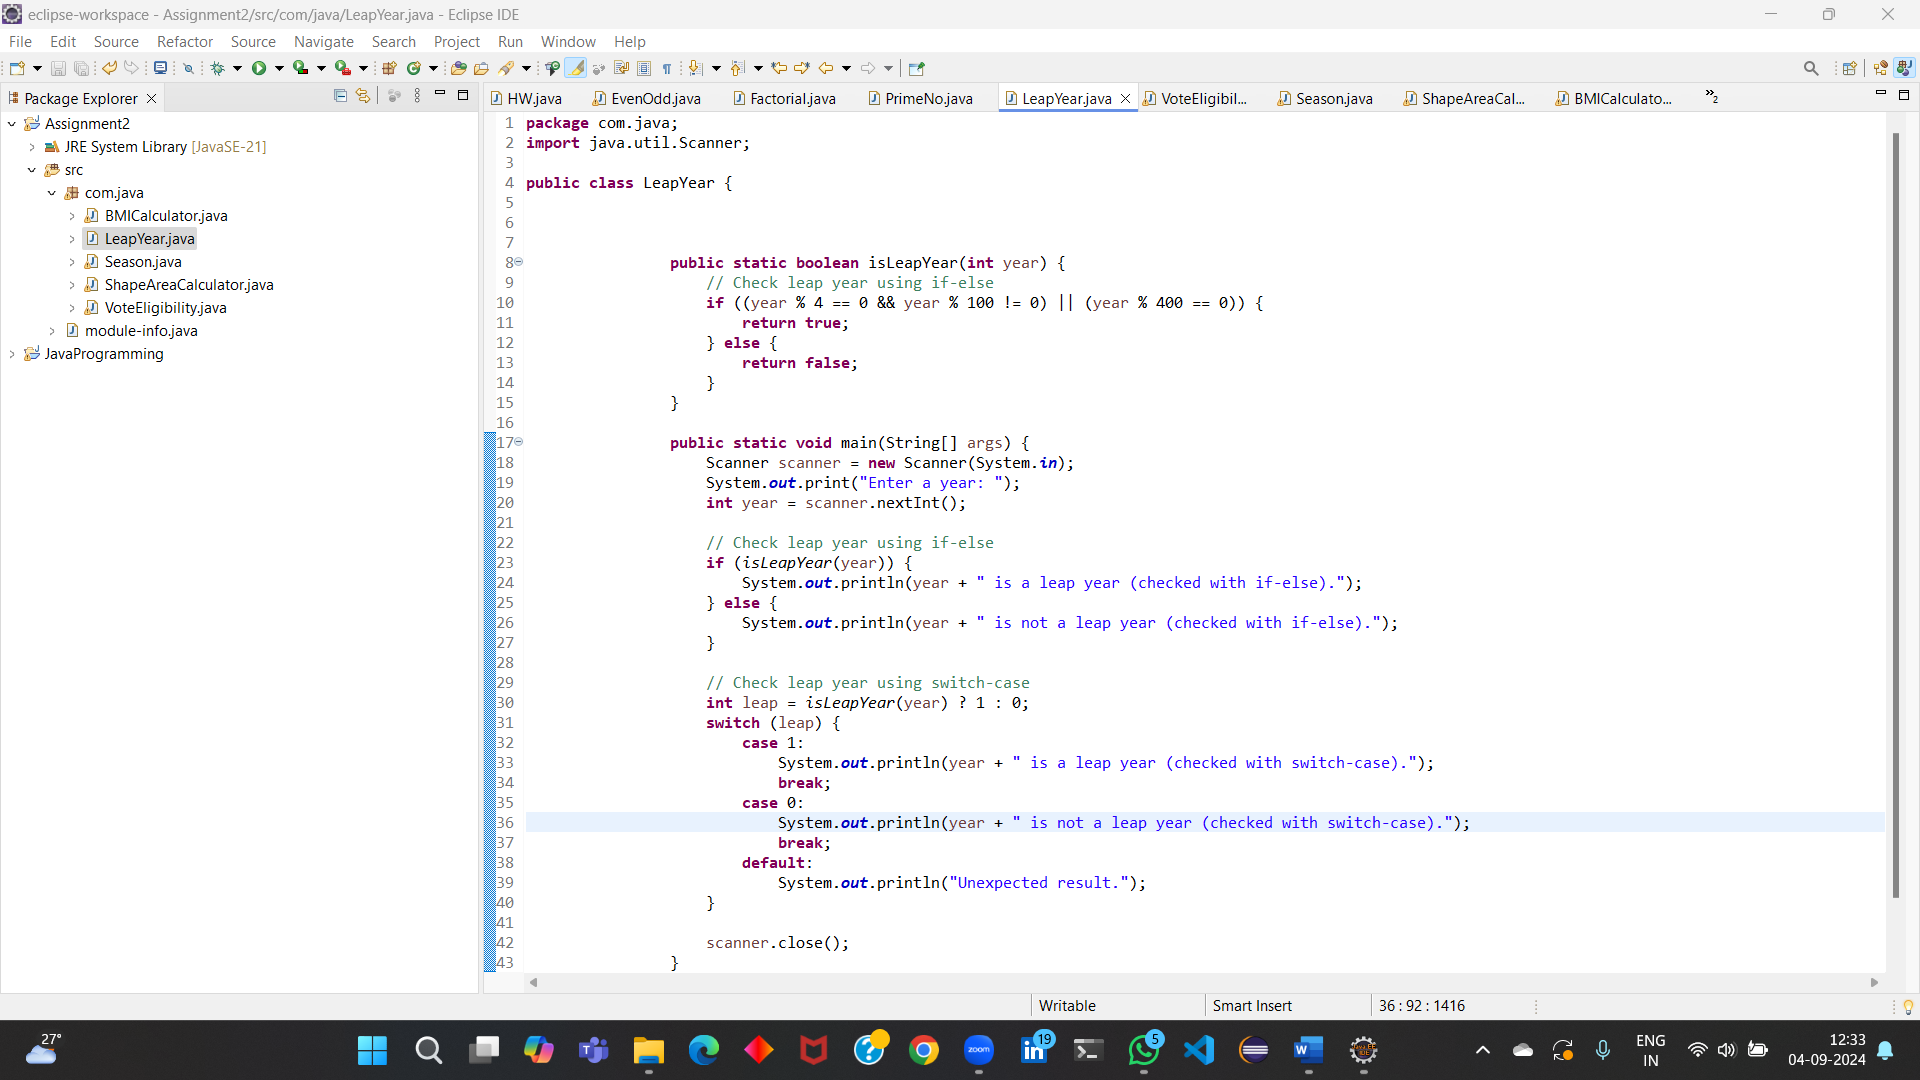 eclipse-workspace - Assignment2/src/com/java/LeapYear.java - Eclipse IDE
File Edit Source Refactor Source Navigate Search Project Run Window Help
Package Explorer
HW.java EvenOdd.java Factorial.java PrimeNo.java LeapYear.java VoteEligibil... Season.java ShapeAreaCal... BMICalculato... »2
Assignment2
JRE System Library [JavaSE-21]
src
com.java
BMICalculator.java
LeapYear.java
Season.java
ShapeAreaCalculator.java
VoteEligibility.java
module-info.java
JavaProgramming
1 package com.java;
2 import java.util.Scanner;
3
4 public class LeapYear {
5
6
7
8 public static boolean isLeapYear(int year) {
9 // Check leap year using if-else
10 if ((year % 4 == 0 && year % 100 != 0) || (year % 400 == 0)) {
11 return true;
12 } else {
13 return false;
14 }
15 }
16
17 public static void main(String[] args) {
18 Scanner scanner = new Scanner(System.in);
19 System.out.print("Enter a year: ");
20 int year = scanner.nextInt();
21
22 // Check leap year using if-else
23 if (isLeapYear(year)) {
24 System.out.println(year + " is a leap year (checked with if-else).");
25 } else {
26 System.out.println(year + " is not a leap year (checked with if-else).");
27 }
28
29 // Check leap year using switch-case
30 int leap = isLeapYear(year) ? 1 : 0;
31 switch (leap) {
32 case 1:
33 System.out.println(year + " is a leap year (checked with switch-case).");
34 break;
35 case 0:
36 System.out.println(year + " is not a leap year (checked with switch-case).");
37 break;
38 default:
39 System.out.println("Unexpected result.");
40 }
41
42 scanner.close();
43 }
Writable Smart Insert 36 : 92 : 1416
27°
zoom
19
5
ENG
IN
12:33
04-09-2024